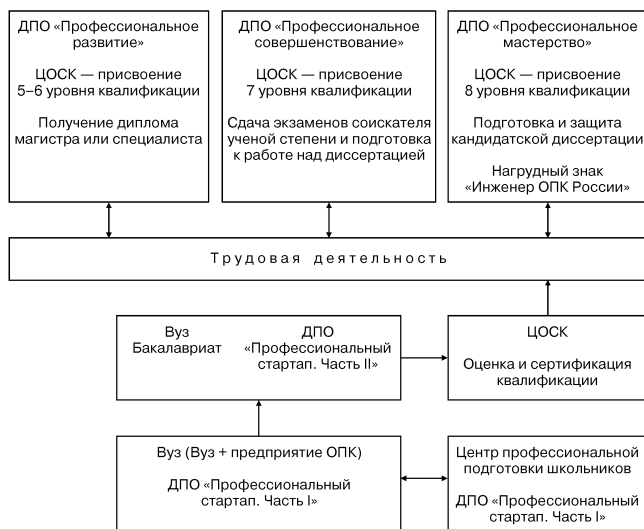 ДПО «Профессиональное
развитие»
ЦОСК — присвоение
5–6 уровня квалификации
Получение диплома
магистра или специалиста
ДПО «Профессиональное
совершенствование»
ЦОСК — присвоение
7 уровня квалификации
Сдача экзаменов соискателя
ученой степени и подготовка
к работе над диссертацией
ДПО «Профессиональное
мастерство»
ЦОСК — присвоение
8 уровня квалификации
Подготовка и защита
кандидатской диссертации
Нагрудный знак
«Инженер ОПК России»
Трудовая деятельность
Вуз
Бакалавриат
ДПО
«Профессиональный
стартап. Часть II»
ЦОСК
Оценка и сертификация
квалификации
Вуз (Вуз + предприятие ОПК)
ДПО «Профессиональный
стартап. Часть I»
Центр профессиональной
подготовки школьников
ДПО «Профессиональный
стартап. Часть I»